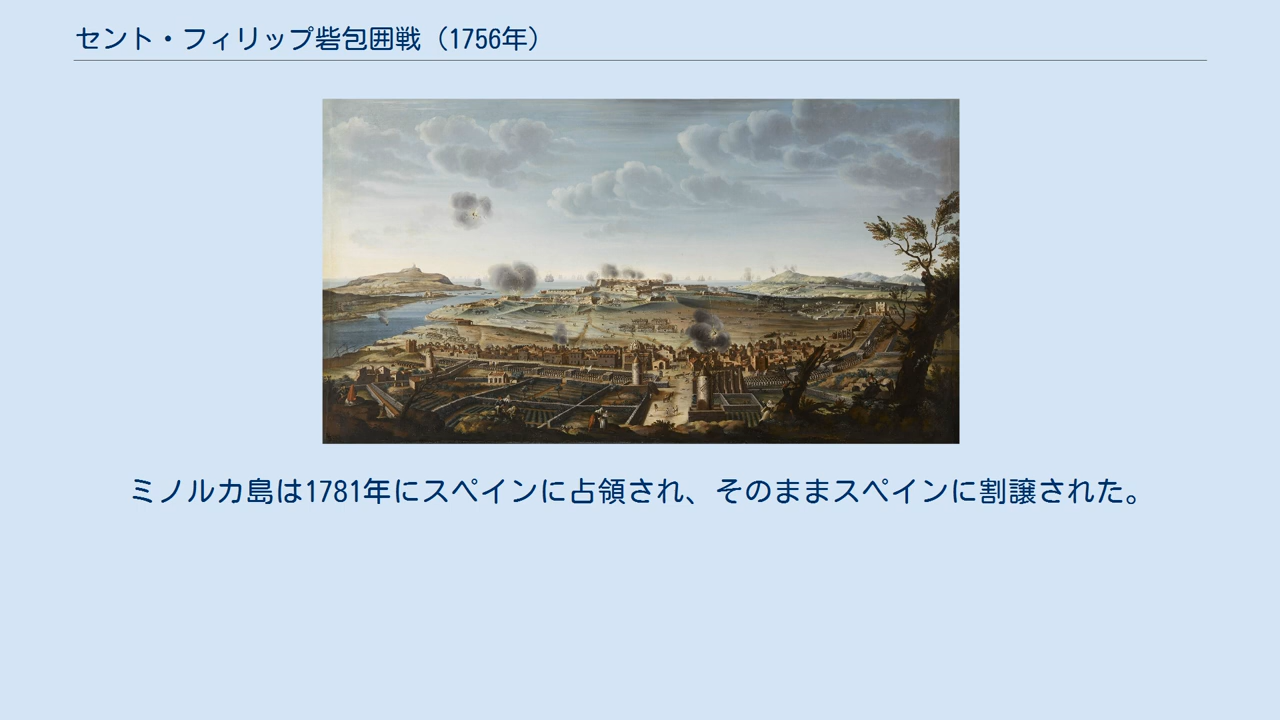 セント・フィリップ砦包囲戦（1756年）
ミノルカ島は1781年にスペインに占領され、そのままスペインに割譲された。